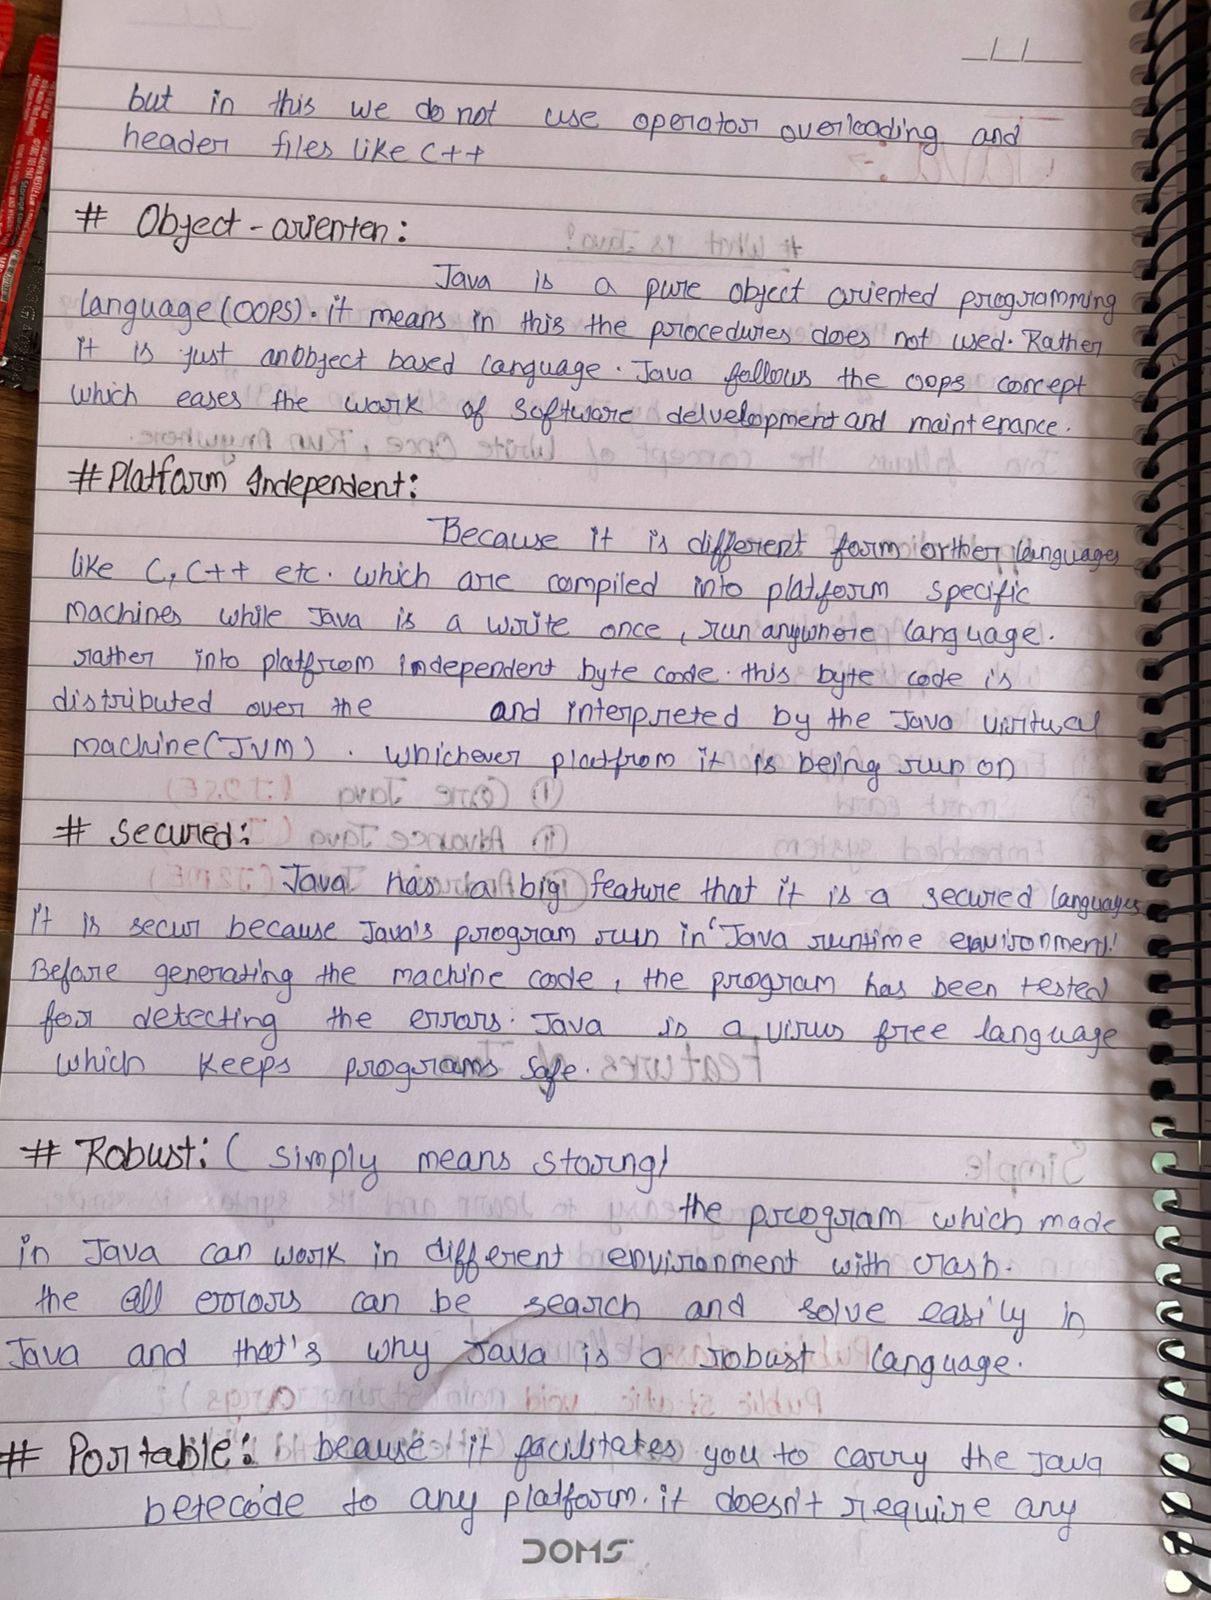 but in this we do not use operator overloading and
header files like C++
# Object-orienten:
Java is a pure object oriented programming
language(OOPS). it means in this the procedures does not used. Rather
it is just anobject based language. Java follows the oops concept
which eases the work of software delvelopment and maintenance.
# Platform Independent:
Because it is different form orther languages
like C, C++ etc. which are compiled into platform specific
machines while Java is a write once, run anywhere language.
rather into platfrom independent byte code. this byte code is
distributed over the and interpreted by the Java virtual
machine(JVM). whichever platfrom it is being run on
# Secured:
Java has a big feature that it is a secured languages
it is secur because Java's program run in 'Java runtime environment!
Before generating the machine code, the program has been tested
for detecting the errors. Java is a virus free language
which keeps programs safe.
# Robust: ( simply means storing)
the program which made
in Java can work in different environment with crash.
the all errors can be search and solve easily in
Java and that's why Java is a robust language.
# Portable: beause it facilitates you to carry the Java
betecode to any platform. it doesn't require any
DOMS